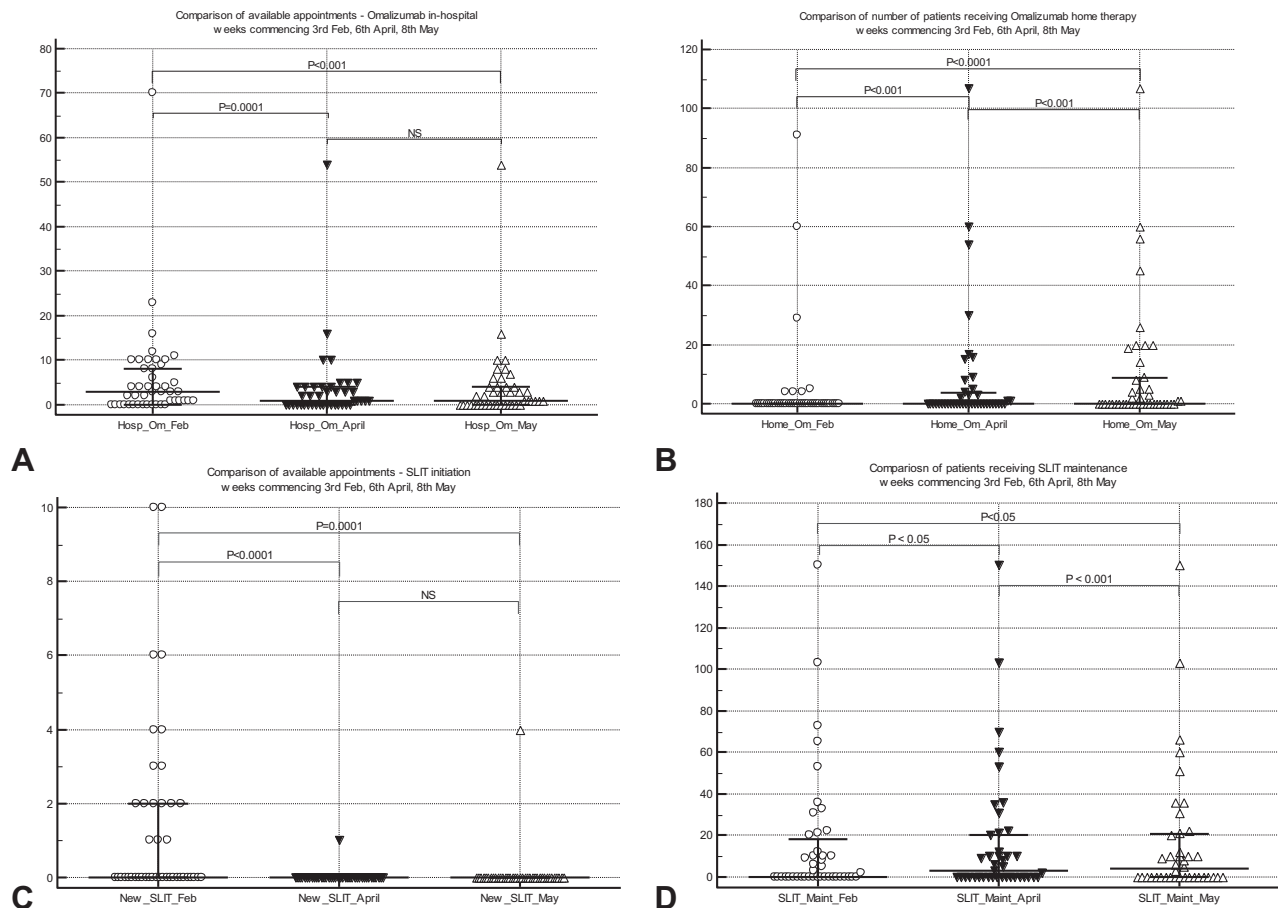 Comparison of available appointments - Omalizumab in-hospital
weeks commencing 3rd Feb, 6th April, 8th May
80
70
60
50
40
30
20
10
0
P<0.001
P=0.0001
NS
Hosp_Om_Feb
Hosp_Om_April
Hosp_Om_May
A
Comparison of number of patients receiving Omalizumab home therapy
weeks commencing 3rd Feb, 6th April, 8th May
120
100
80
60
40
20
0
P<0.0001
P<0.001
P<0.001
Home_Om_Feb
Home_Om_April
Home_Om_May
B
Comparison of available appointments - SLIT initiation
weeks commencing 3rd Feb, 6th April, 8th May
10
8
6
4
2
0
P=0.0001
P<0.0001
NS
New_SLIT_Feb
New_SLIT_April
New_SLIT_May
C
Ompariosn of patients receiving SLIT maintenance
weeks commencing 3rd Feb, 6th April, 8th May
180
160
140
120
100
80
60
40
20
0
P<0.05
P < 0.05
P < 0.001
SLIT_Maint_Feb
SLIT_Maint_April
SLIT_Maint_May
D